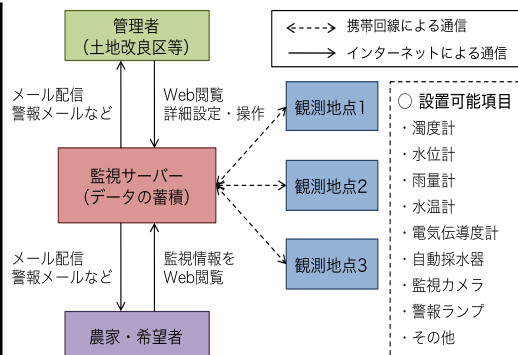 管理者
（土地改良区等）
携帯回線による通信
インターネットによる通信
メール配信
警報メールなど
Web閲覧
詳細設定・操作
観測地点1
観測地点2
観測地点3
監視サーバー
（データの蓄積）
メール配信
警報メールなど
監視情報を
Web閲覧
農家・希望者
○ 設置可能項目
・濁度計
・水位計
・雨量計
・水温計
・電気伝導度計
・自動採水器
・監視カメラ
・警報ランプ
・その他